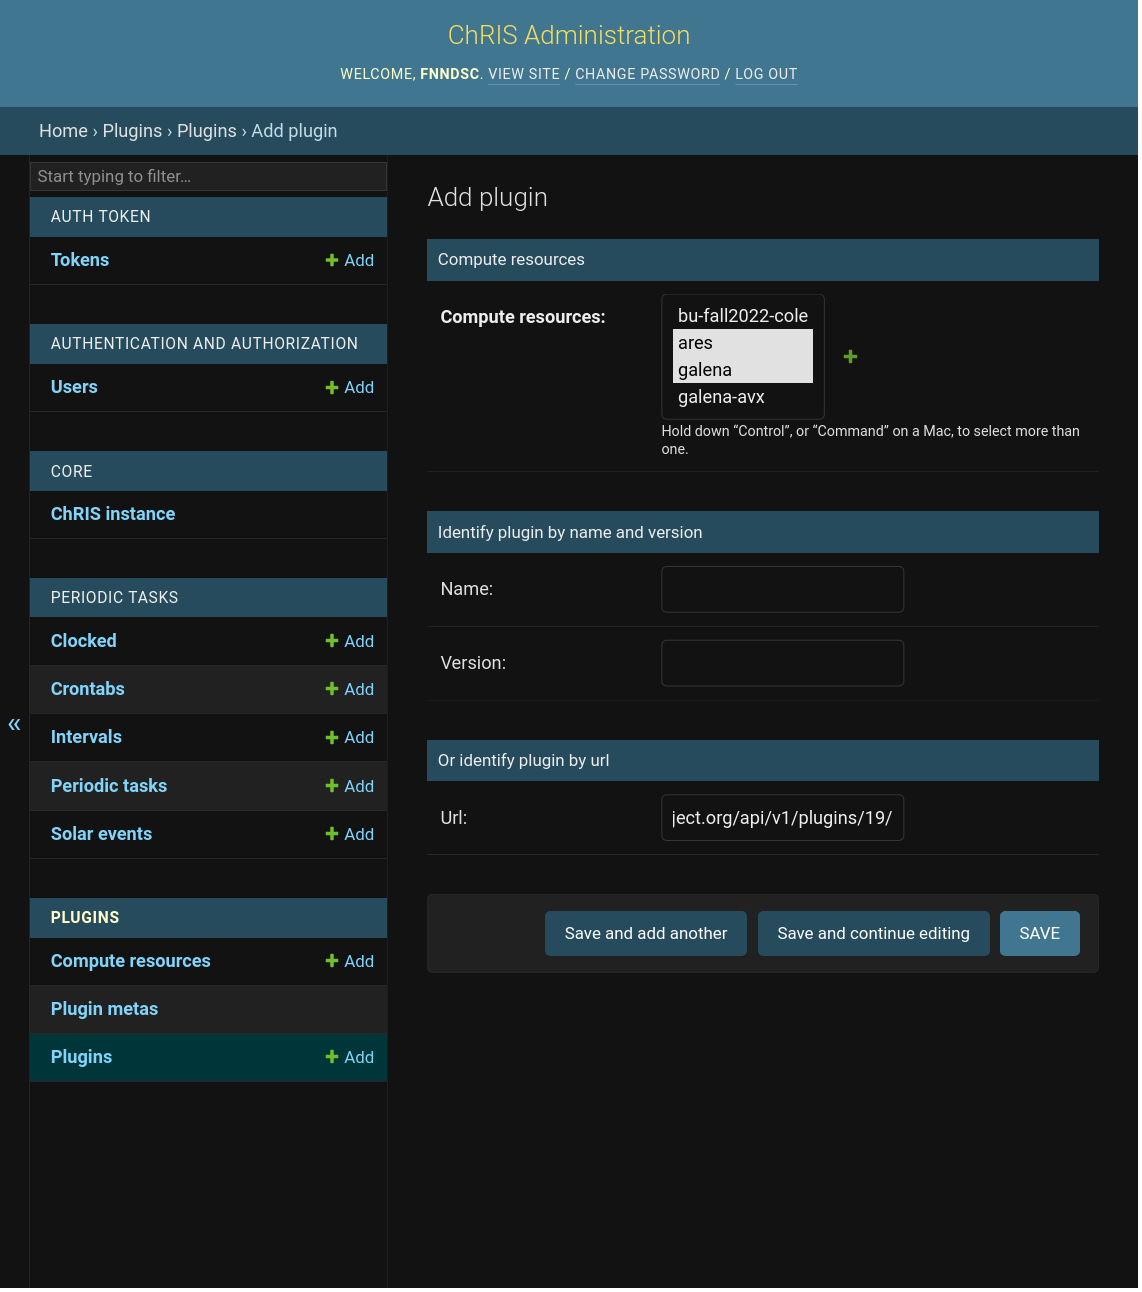 ChRIS Administration
WELCOME, FNNDSC. VIEW SITE / CHANGE PASSWORD / LOG OUT
Home › Plugins › Plugins › Add plugin
Start typing to filter…
AUTH TOKEN
Tokens Add
AUTHENTICATION AND AUTHORIZATION
Users Add
CORE
ChRIS instance
PERIODIC TASKS
Clocked Add
Crontabs Add
Intervals Add
Periodic tasks Add
Solar events Add
PLUGINS
Compute resources Add
Plugin metas
Plugins Add
«
Add plugin
Compute resources
Compute resources:
bu-fall2022-cole
ares
galena
galena-avx
Hold down “Control”, or “Command” on a Mac, to select more than
one.
Identify plugin by name and version
Name:
Version:
Or identify plugin by url
Url: ject.org/api/v1/plugins/19/
Save and add another Save and continue editing SAVE